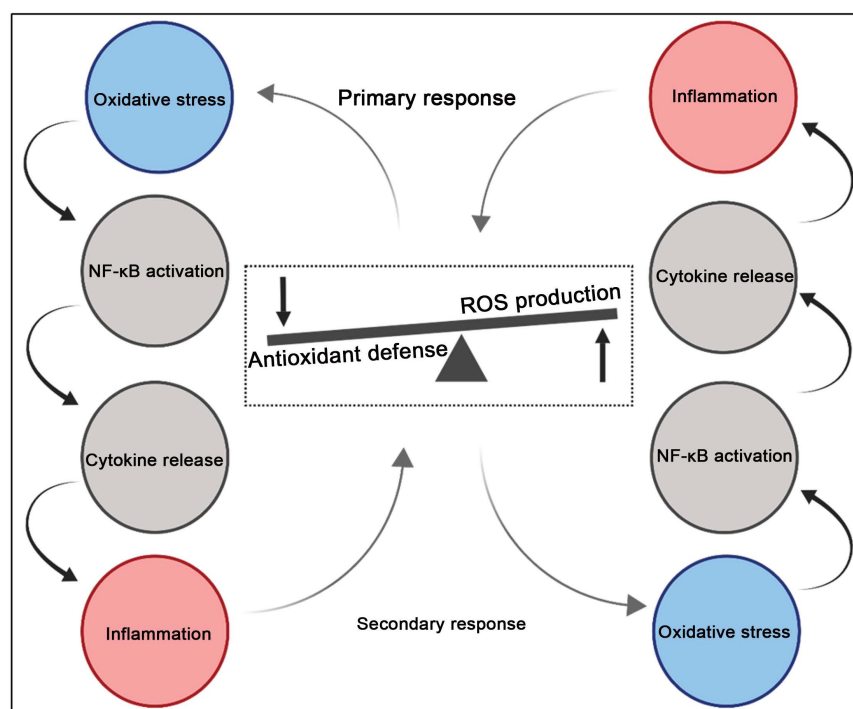 Oxidative stress
Primary response
Inflammation
NF-κB activation
Cytokine release
ROS production
Antioxidant defense
Cytokine release
NF-κB activation
Inflammation
Secondary response
Oxidative stress